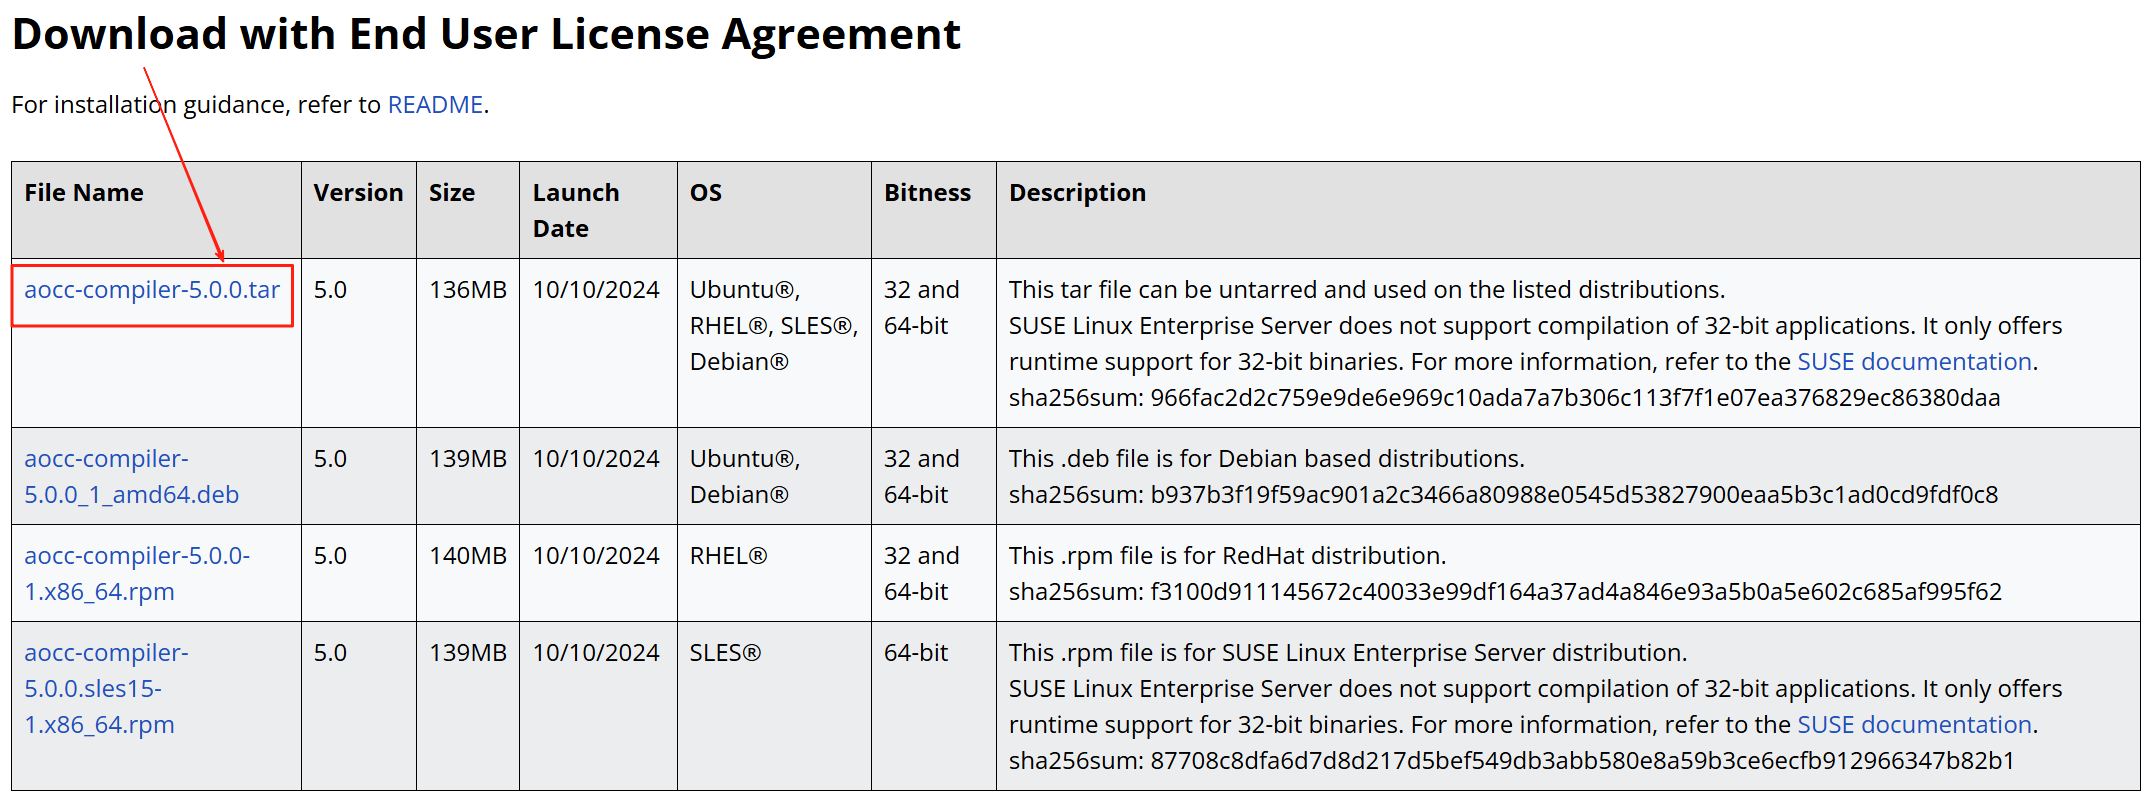 Download with End User License Agreement
For installation guidance, refer to README.
File Name Version Size Launch Date OS Bitness Description
aocc-compiler-5.0.0.tar 5.0 136MB 10/10/2024 Ubuntu®, RHEL®, SLES®, Debian® 32 and 64-bit This tar file can be untarred and used on the listed distributions.
SUSE Linux Enterprise Server does not support compilation of 32-bit applications. It only offers
runtime support for 32-bit binaries. For more information, refer to the SUSE documentation.
sha256sum: 966fac2d2c759e9de6e969c10ada7a7b306c113f7f1e07ea376829ec86380daa
aocc-compiler-5.0.0_1_amd64.deb 5.0 139MB 10/10/2024 Ubuntu®, Debian® 32 and 64-bit This .deb file is for Debian based distributions.
sha256sum: b937b3f19f59ac901a2c3466a80988e0545d53827900eaa5b3c1ad0cd9fdf0c8
aocc-compiler-5.0.0-1.x86_64.rpm 5.0 140MB 10/10/2024 RHEL® 32 and 64-bit This .rpm file is for RedHat distribution.
sha256sum: f3100d911145672c40033e99df164a37ad4a846e93a5b0a5e602c685af995f62
aocc-compiler-5.0.0.sles15-1.x86_64.rpm 5.0 139MB 10/10/2024 SLES® 64-bit This .rpm file is for SUSE Linux Enterprise Server distribution.
SUSE Linux Enterprise Server does not support compilation of 32-bit applications. It only offers
runtime support for 32-bit binaries. For more information, refer to the SUSE documentation.
sha256sum: 87708c8dfa6d7d8d217d5bef549db3abb580e8a59b3ce6ecfb912966347b82b1